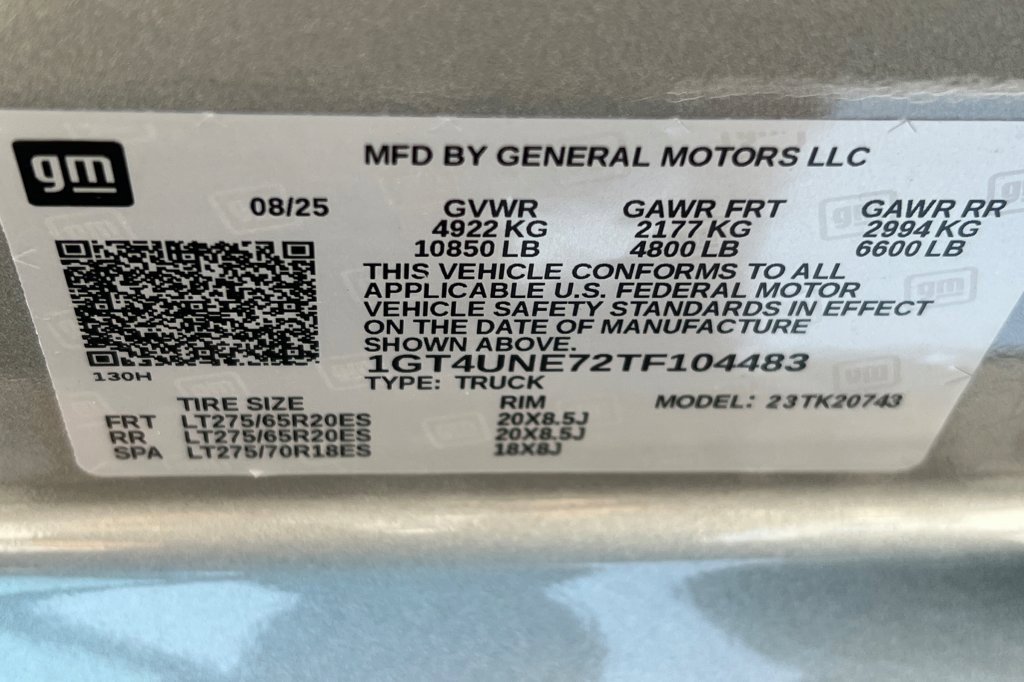 gm
MFD BY GENERAL MOTORS LLC
08/25 GVWR GAWR FRT GAWR RR
4922 KG 2177 KG 2994 KG
10850 LB 4800 LB 6600 LB
THIS VEHICLE CONFORMS TO ALL
APPLICABLE U.S. FEDERAL MOTOR
VEHICLE SAFETY STANDARDS IN EFFECT
ON THE DATE OF MANUFACTURE
SHOWN ABOVE.
1GT4UNE72TF104483
130H
TYPE: TRUCK
TIRE SIZE RIM MODEL: 23TK20743
FRT LT275/65R20ES 20X8.5J
RR LT275/65R20ES 20X8.5J
SPA LT275/70R18ES 18X8J